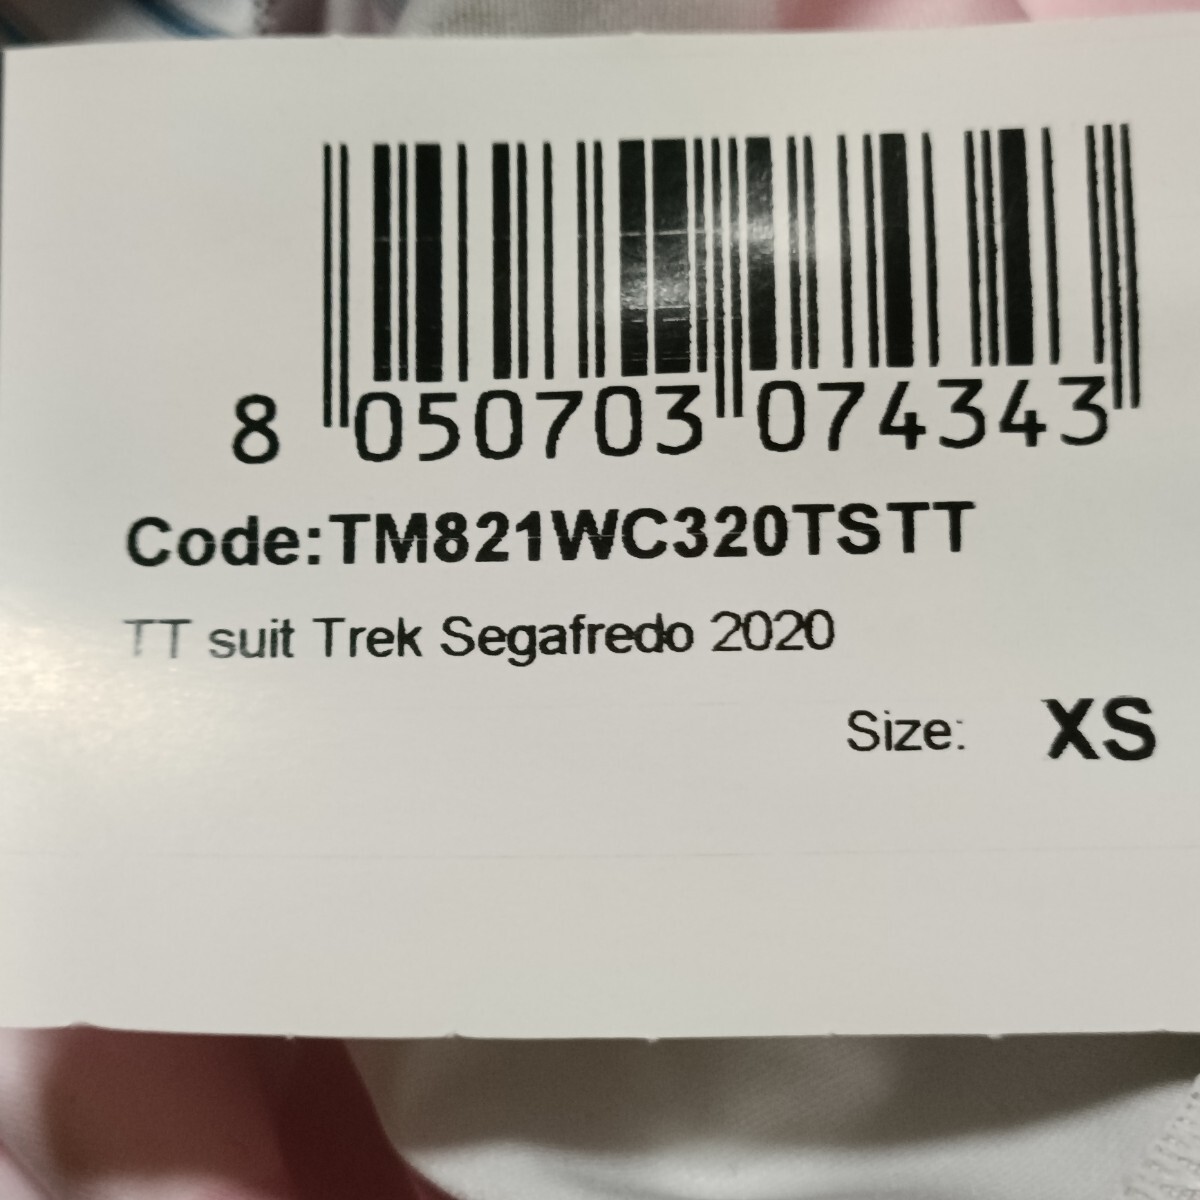 8 050703 074343
Code:TM821WC320TSTT
TT suit Trek Segafredo 2020
Size: XS